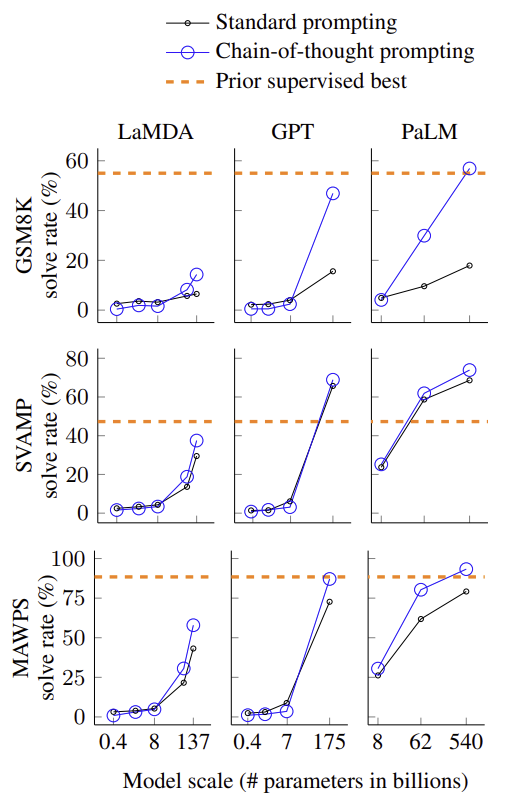 Standard prompting
Chain-of-thought prompting
Prior supervised best
LaMDA
GPT
PaLM
GSM8K
solve rate (%)
60
40
20
0
SVAMP
solve rate (%)
80
60
40
20
0
MAWPS
solve rate (%)
100
75
50
25
0
0.4 8 137
0.4 7 175
8 62 540
Model scale (# parameters in billions)